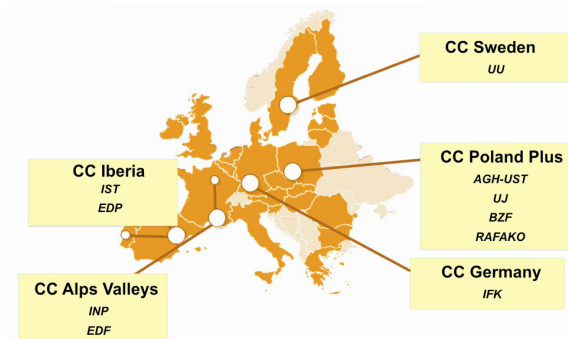 CC Sweden
UU
CC Iberia
IST
EDP
CC Poland Plus
AGH-UST
UJ
BZF
RAFAKO
CC Germany
IFK
CC Alps Valleys
INP
EDF